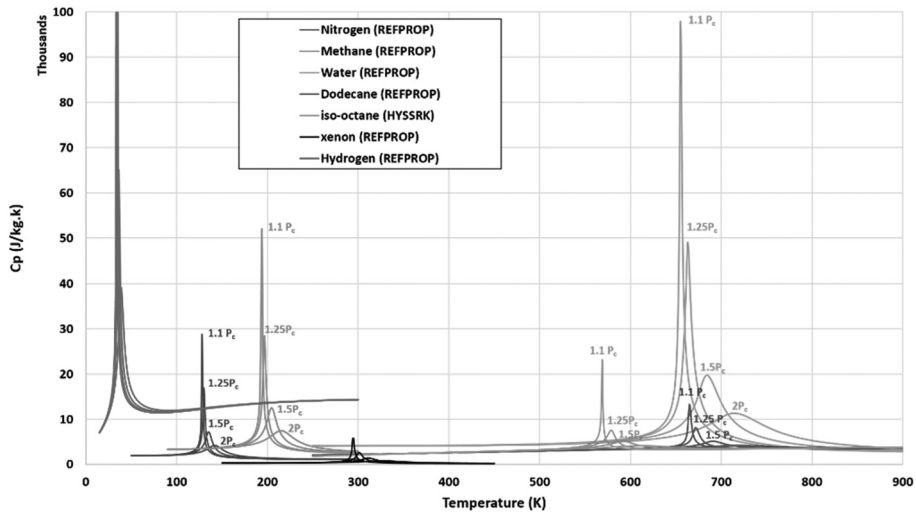 Thousands
Cp (J/kg.k)
100
90
80
70
60
50
40
30
20
10
0
Nitrogen (REFPROP)
Methane (REFPROP)
Water (REFPROP)
Dodecane (REFPROP)
iso-octane (HYSSRK)
xenon (REFPROP)
Hydrogen (REFPROP)
1.1 Pc
1.25Pc
1.5Pc
2Pc
1.1 Pc
1.25Pc
1.5Pc
2Pc
1.1 Pc
1.25Pc
1.5Pc
1.1 Pc
1.25Pc
1.5Pc
2Pc
1.1 Pc
1.25 Pc
1.5Pc
0 100 200 300 400 500 600 700 800 900
Temperature (K)